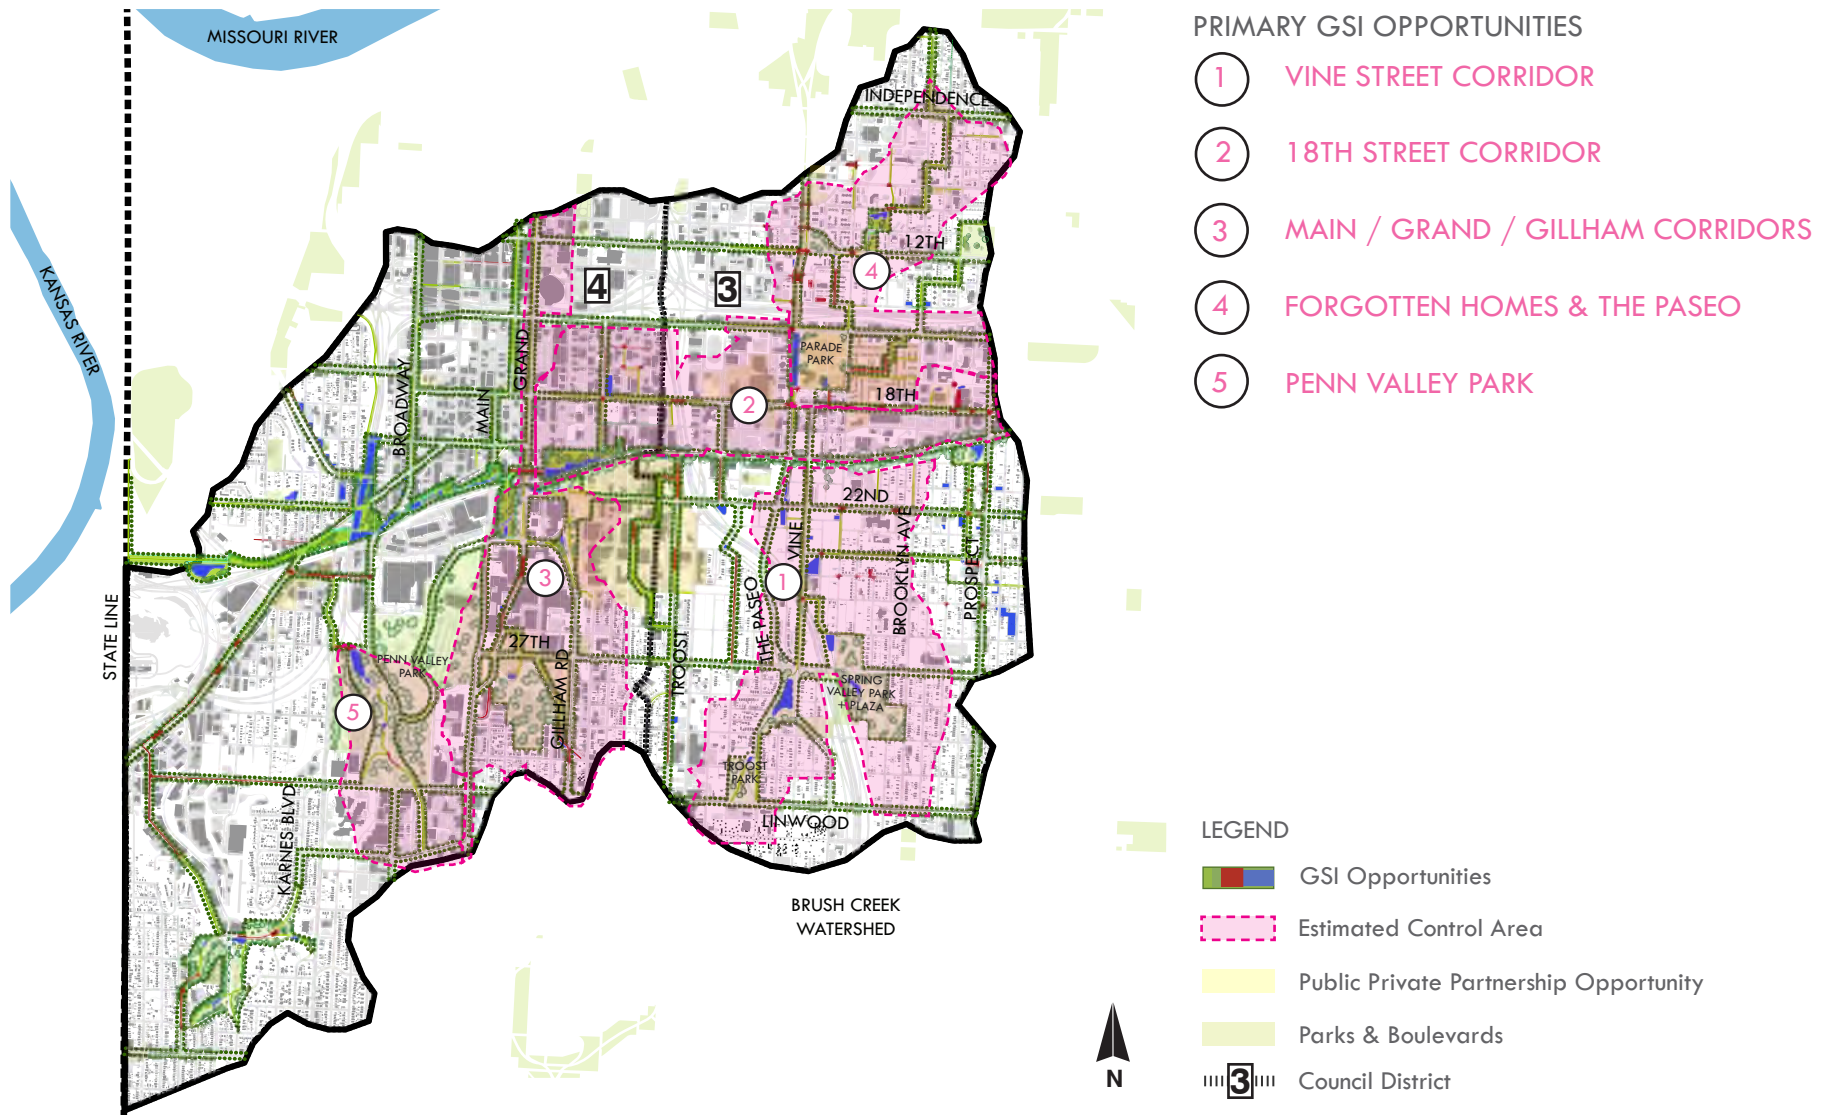 MISSOURI RIVER
KANSAS RIVER
STATE LINE
INDEPENDENCE
12TH
4
3
4
BROADWAY
MAIN
GRAND
PARADE
PARK
18TH
2
22ND
VINE
BROOKLYN AVE
PROSPECT
THE PASEO
1
3
27TH
GILLHAM RD
TROOST
PENN VALLEY
PARK
5
SPRING
VALLEY PARK
+ PLAZA
TROOST
PARK
LINWOOD
KARNES BLVD
BRUSH CREEK
WATERSHED
N
PRIMARY GSI OPPORTUNITIES
1 VINE STREET CORRIDOR
2 18TH STREET CORRIDOR
3 MAIN / GRAND / GILLHAM CORRIDORS
4 FORGOTTEN HOMES & THE PASEO
5 PENN VALLEY PARK
LEGEND
GSI Opportunities
Estimated Control Area
Public Private Partnership Opportunity
Parks & Boulevards
3 Council District